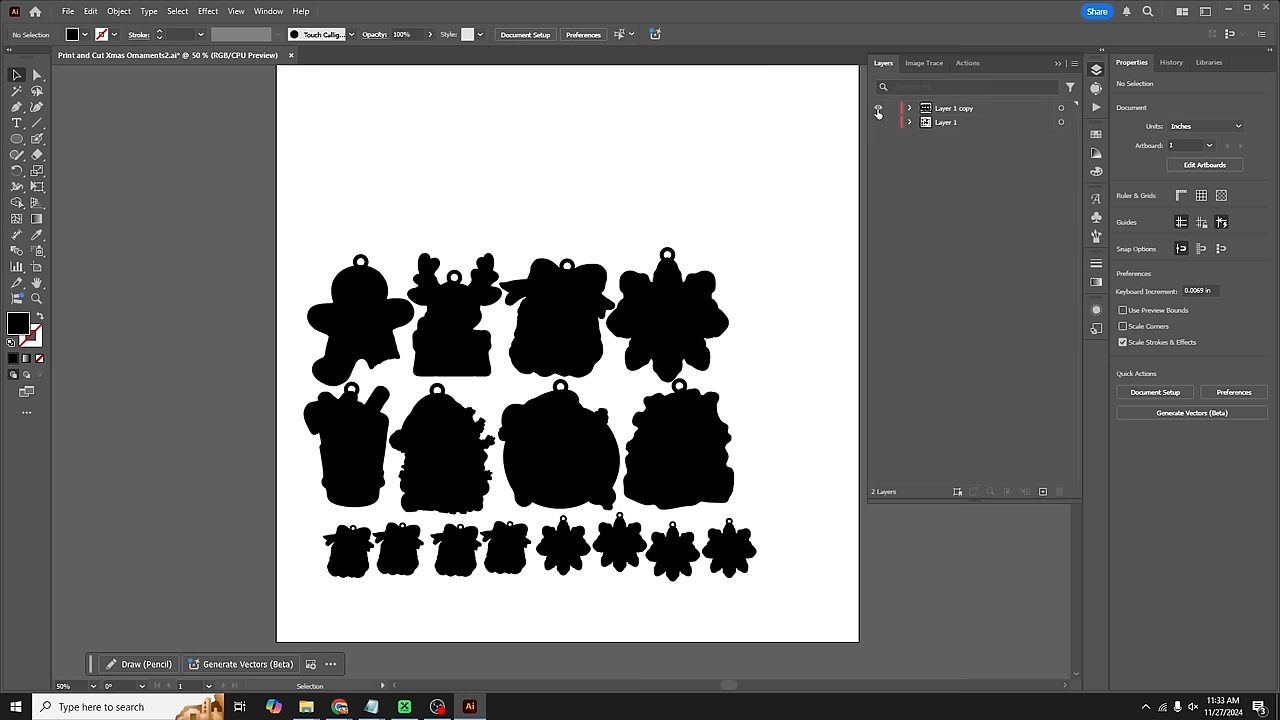 Ai File Edit Object Type Select Effect View Window Help Share
No Selection Stroke: Touch Callig... Opacity: 100% Style: Document Setup Preferences
Print and Cut Xmas Ornaments2.ai* @ 50 % (RGB/CPU Preview) ×
Layers Image Trace Actions
Layer 1 copy
Layer 1
2 Layers
Properties History Libraries
No Selection
Document
Units: Inches
Artboard: 1
Edit Artboards
Ruler & Grids
Guides
Snap Options
Preferences
Keyboard Increment: 0.0069 in
Use Preview Bounds
Scale Corners
Scale Strokes & Effects
Quick Actions
Document Setup Preferences
Generate Vectors (Beta)
Draw (Pencil) Generate Vectors (Beta)
50% 0° 1 Selection
Type here to search
Ai
11:33 AM
11/27/2024